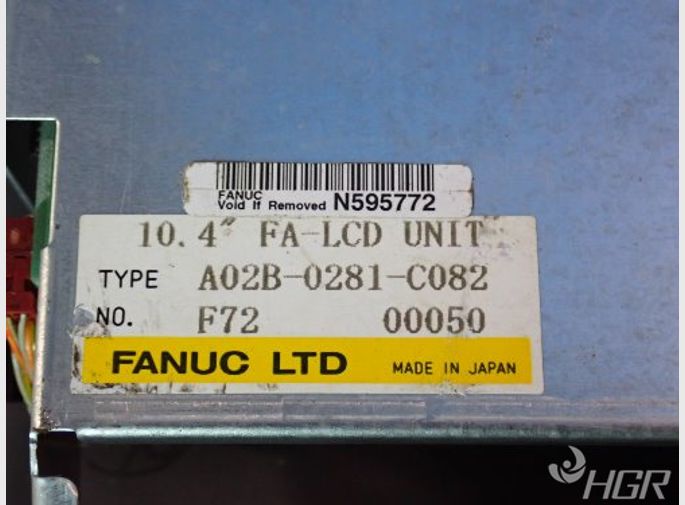 FANUC
Void If Removed N595772
10.4″ FA-LCD UNIT
TYPE A02B-0281-C082
NO. F72 00050
FANUC LTD MADE IN JAPAN
HGR